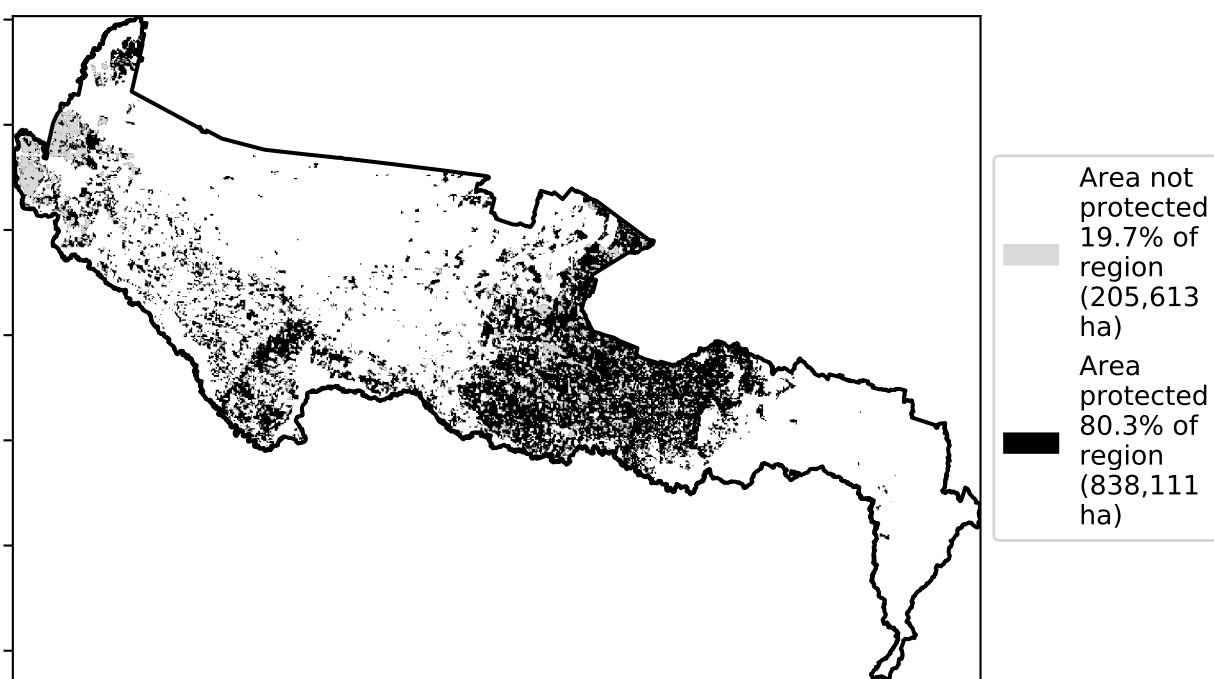 Area not
protected
19.7% of
region
(205,613
ha)
Area
protected
80.3% of
region
(838,111
ha)